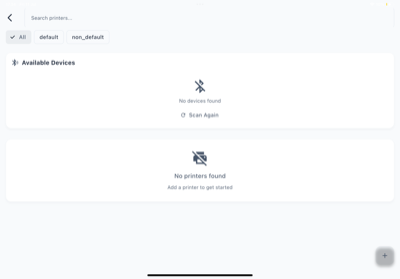 Search printers...
All
default
non_default
Available Devices
No devices found
Scan Again
No printers found
Add a printer to get started